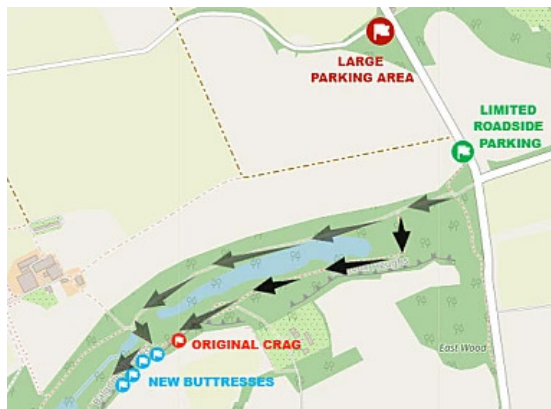 LARGE
PARKING AREA
LIMITED
ROADSIDE
PARKING
ORIGINAL CRAG
East Wood
NEW BUTTRESSES